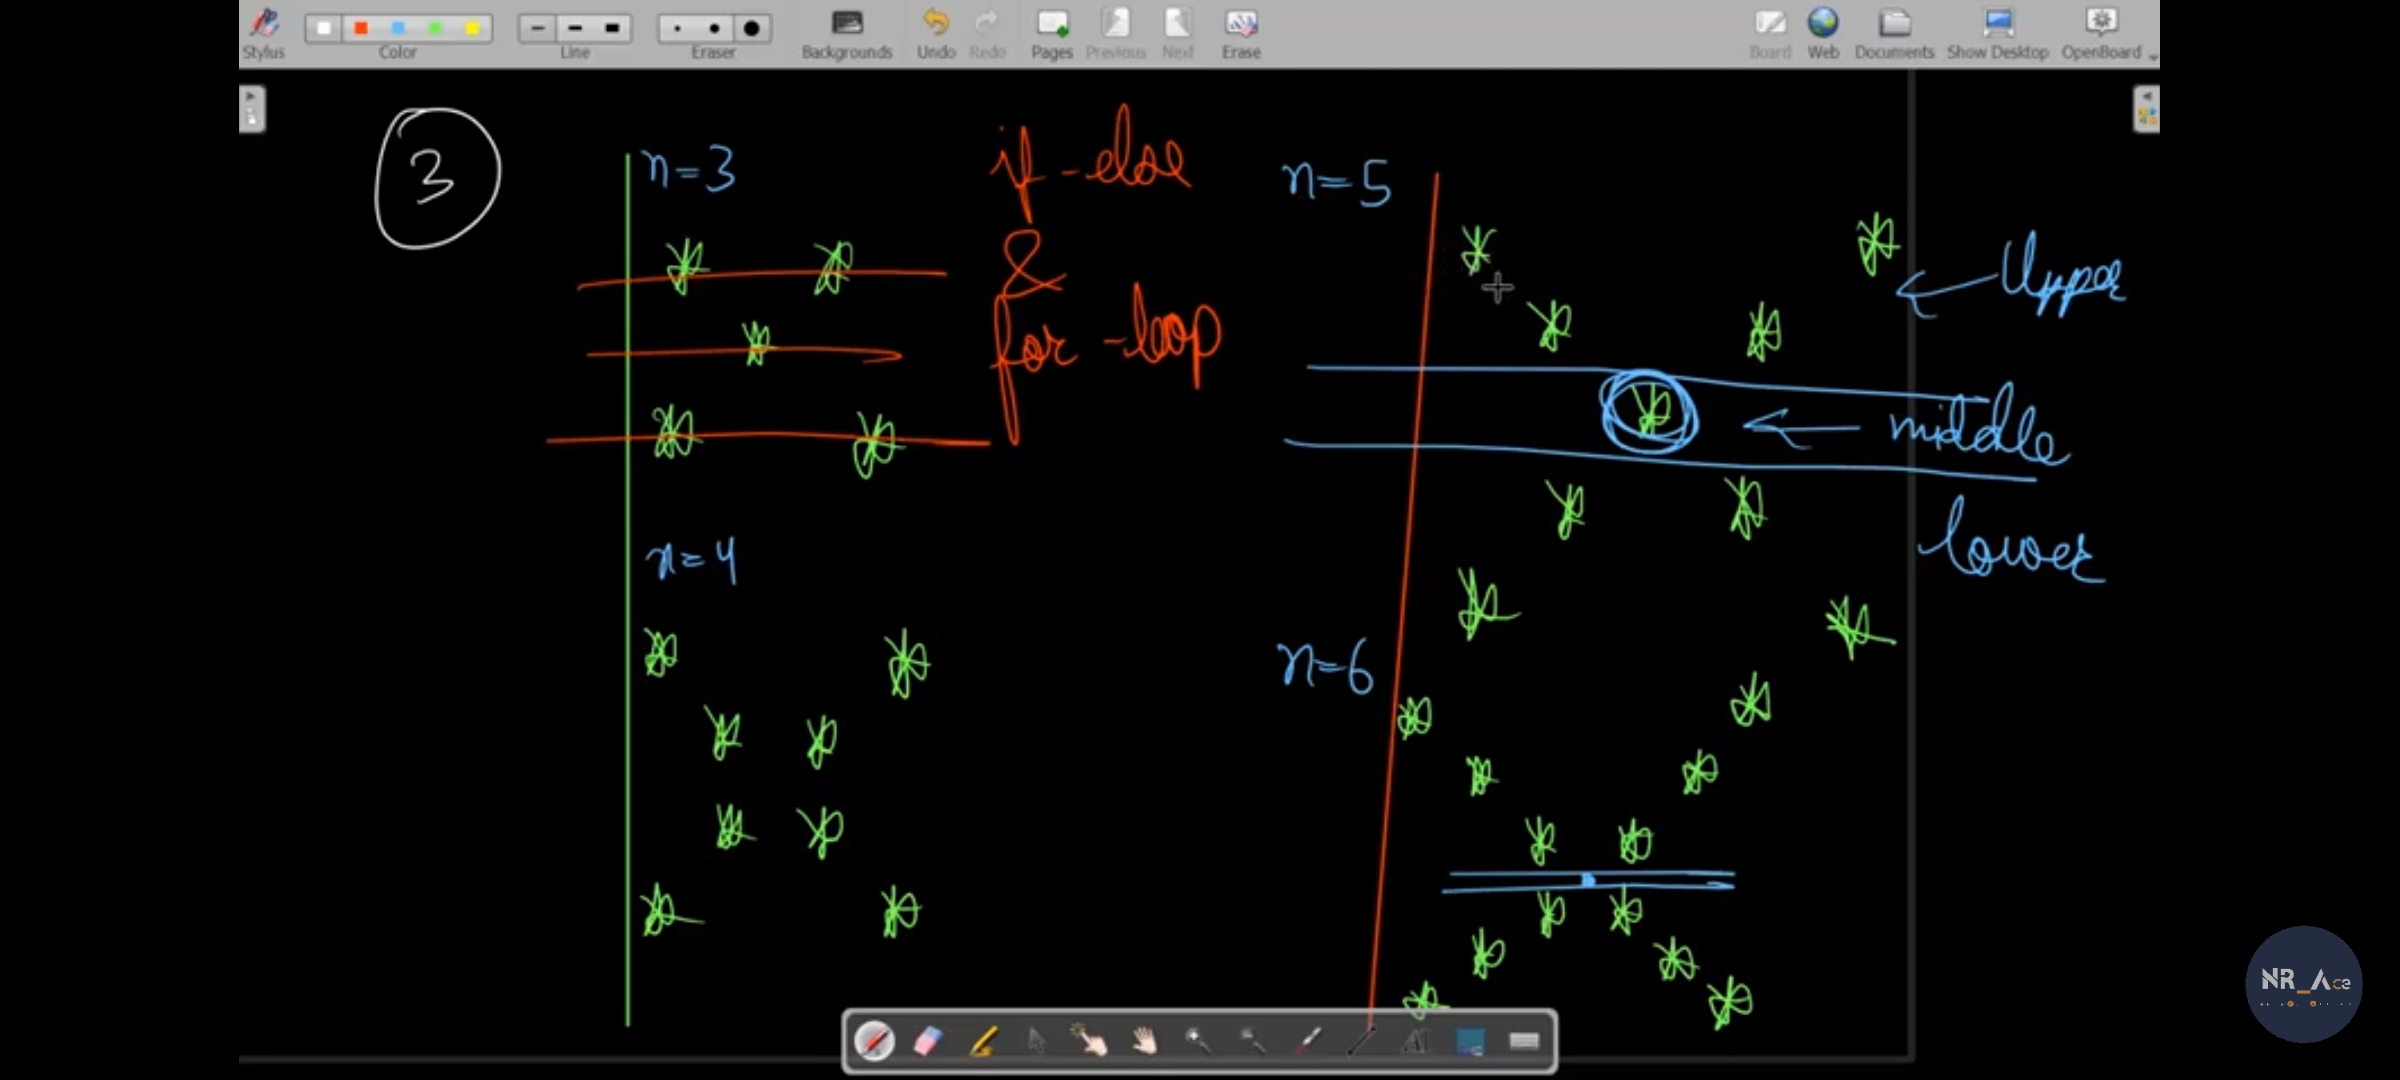 Stylus
Color
Line
Eraser
Backgrounds
Undo
Redo
Pages
Previous
Next
Erase
Board
Web
Documents
Show Desktop
OpenBoard
3
n=3
if-else
&
for-loop
n=4
n=5
Upper
middle
lower
n=6
NR_Ace